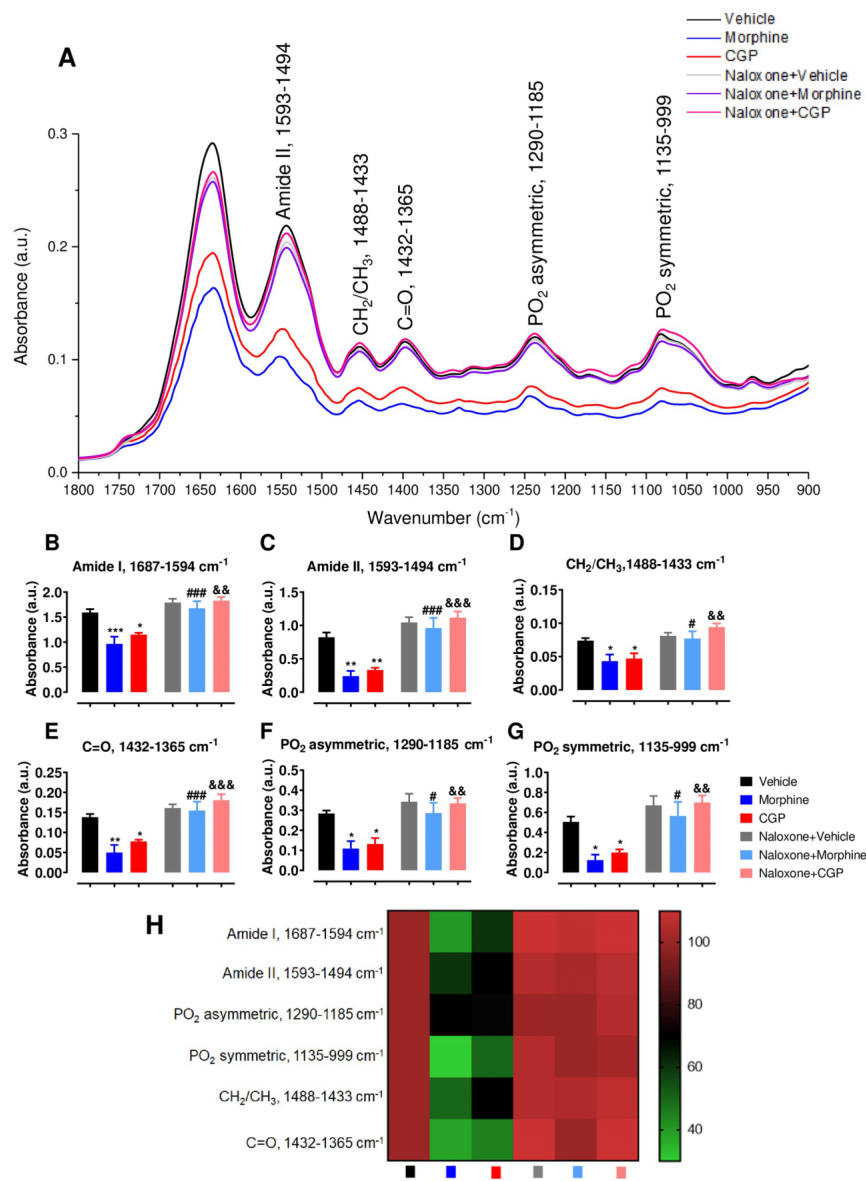 Vehicle
Morphine
CGP
Naloxone+Vehicle
Naloxone+Morphine
Naloxone+CGP
A
Amide II, 1593-1494
CH₂/CH₃, 1488-1433
C=O, 1432-1365
PO₂ asymmetric, 1290-1185
PO₂ symmetric, 1135-999
Absorbance (a.u.)
0.3
0.2
0.1
0.0
1800 1750 1700 1650 1600 1550 1500 1450 1400 1350 1300 1250 1200 1150 1100 1050 1000 950 900
Wavenumber (cm⁻¹)
B
Amide I, 1687-1594 cm⁻¹
Absorbance (a.u.)
2.0
1.5
1.0
0.5
0.0
*** * ### &&
C
Amide II, 1593-1494 cm⁻¹
Absorbance (a.u.)
1.5
1.0
0.5
0.0
** ** ### &&&
D
CH₂/CH₃,1488-1433 cm⁻¹
Absorbance (a.u.)
0.15
0.10
0.05
0.00
* * # &&
E
C=O, 1432-1365 cm⁻¹
Absorbance (a.u.)
0.25
0.20
0.15
0.10
0.05
0.00
** * ### &&&
F
PO₂ asymmetric, 1290-1185 cm⁻¹
Absorbance (a.u.)
0.5
0.4
0.3
0.2
0.1
0.0
* * # &&
G
PO₂ symmetric, 1135-999 cm⁻¹
Absorbance (a.u.)
1.0
0.8
0.6
0.4
0.2
0.0
* * # &&
Vehicle
Morphine
CGP
Naloxone+Vehicle
Naloxone+Morphine
Naloxone+CGP
H
Amide I, 1687-1594 cm⁻¹
Amide II, 1593-1494 cm⁻¹
PO₂ asymmetric, 1290-1185 cm⁻¹
PO₂ symmetric, 1135-999 cm⁻¹
CH₂/CH₃, 1488-1433 cm⁻¹
C=O, 1432-1365 cm⁻¹
100
80
60
40